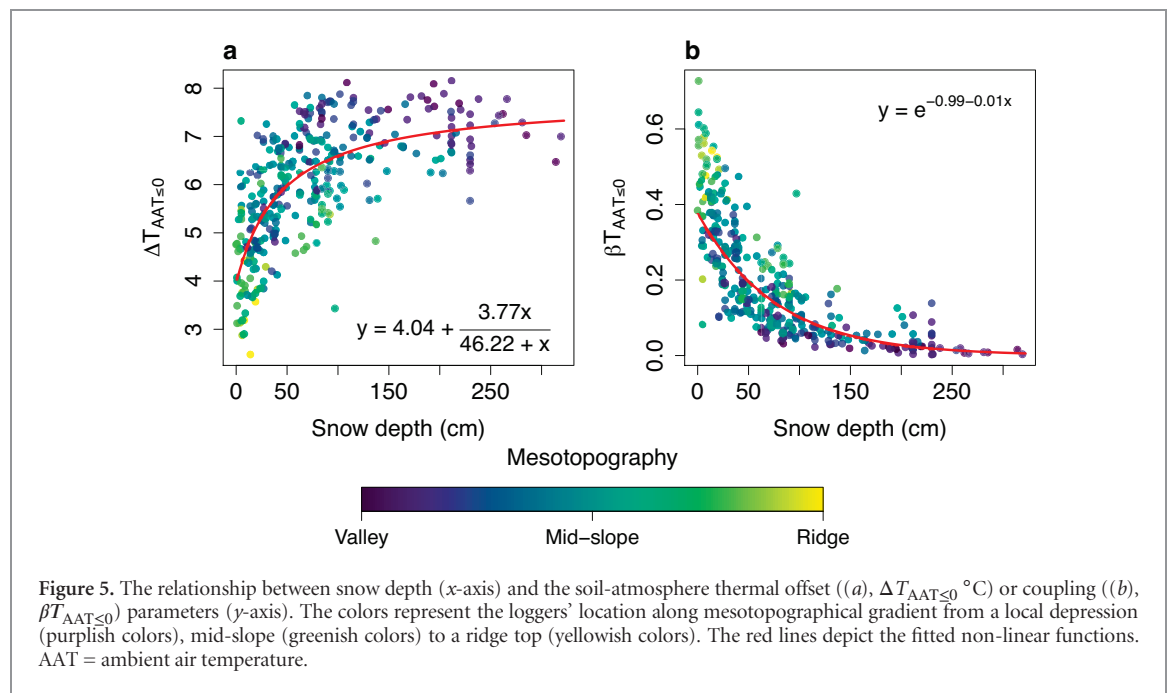 a
ΔT_AAT≤0
8
7
6
5
4
3
y = 4.04 + 3.77x / (46.22 + x)
0 50 150 250
Snow depth (cm)
b
βT_AAT≤0
0.6
0.4
0.2
0.0
y = e^−0.99−0.01x
0 50 150 250
Snow depth (cm)
Mesotopography
Valley Mid−slope Ridge
Figure 5. The relationship between snow depth (x-axis) and the soil-atmosphere thermal offset ((a), ΔT_AAT≤0 °C) or coupling ((b),
βT_AAT≤0) parameters (y-axis). The colors represent the loggers' location along mesotopographical gradient from a local depression
(purplish colors), mid-slope (greenish colors) to a ridge top (yellowish colors). The red lines depict the fitted non-linear functions.
AAT = ambient air temperature.